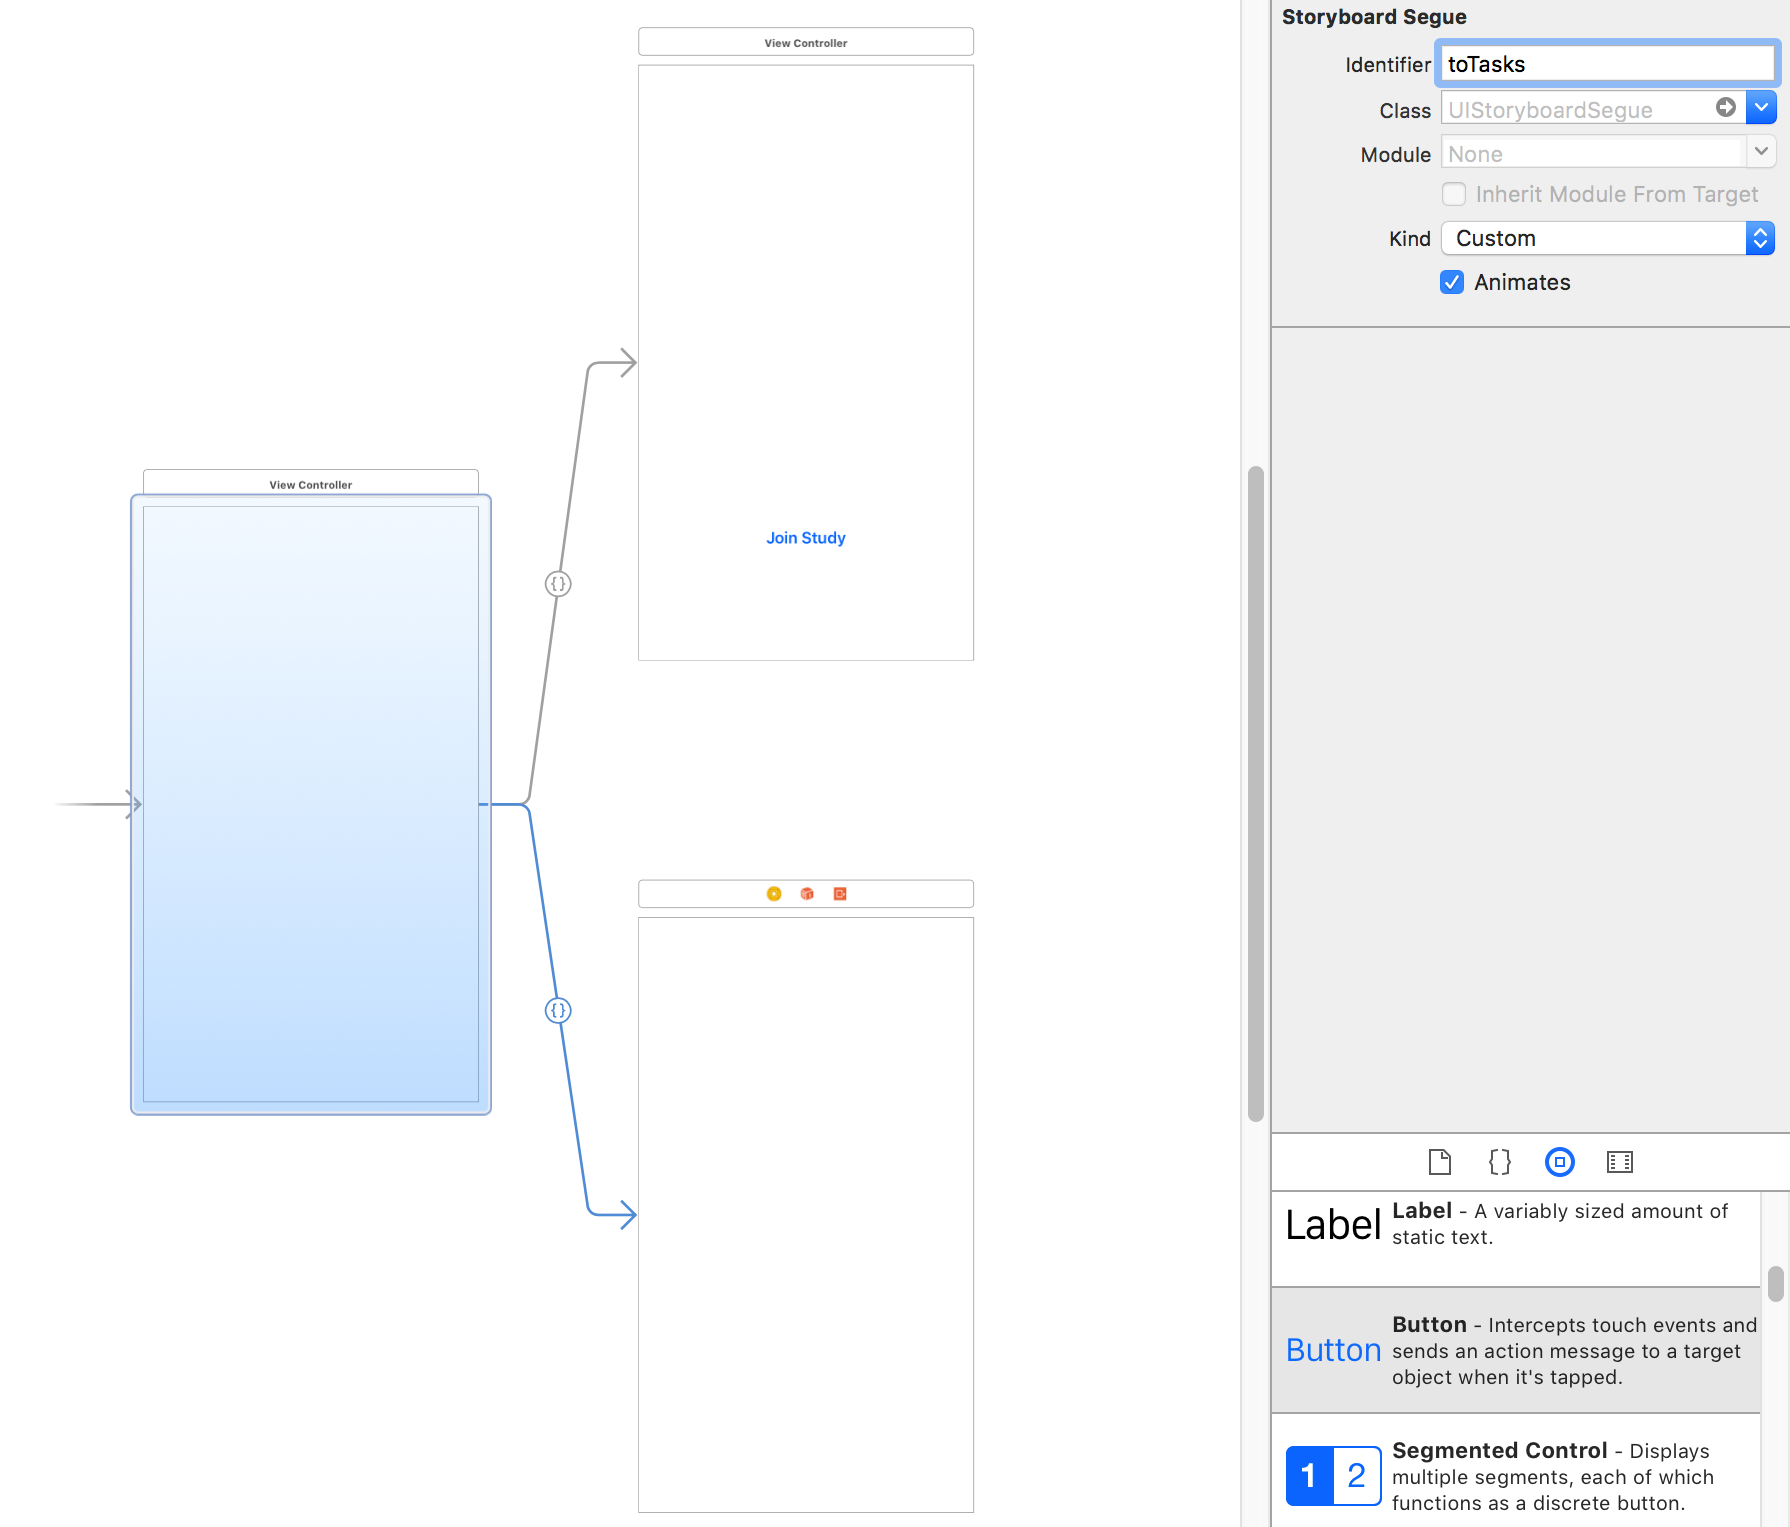 View Controller
Join Study
View Controller
{}
{}
Storyboard Segue
Identifier toTasks
Class UIStoryboardSegue
Module None
Inherit Module From Target
Kind Custom
Animates
{}
Label Label - A variably sized amount of
static text.
Button Button - Intercepts touch events and
sends an action message to a target
object when it's tapped.
1 2 Segmented Control - Displays
multiple segments, each of which
functions as a discrete button.